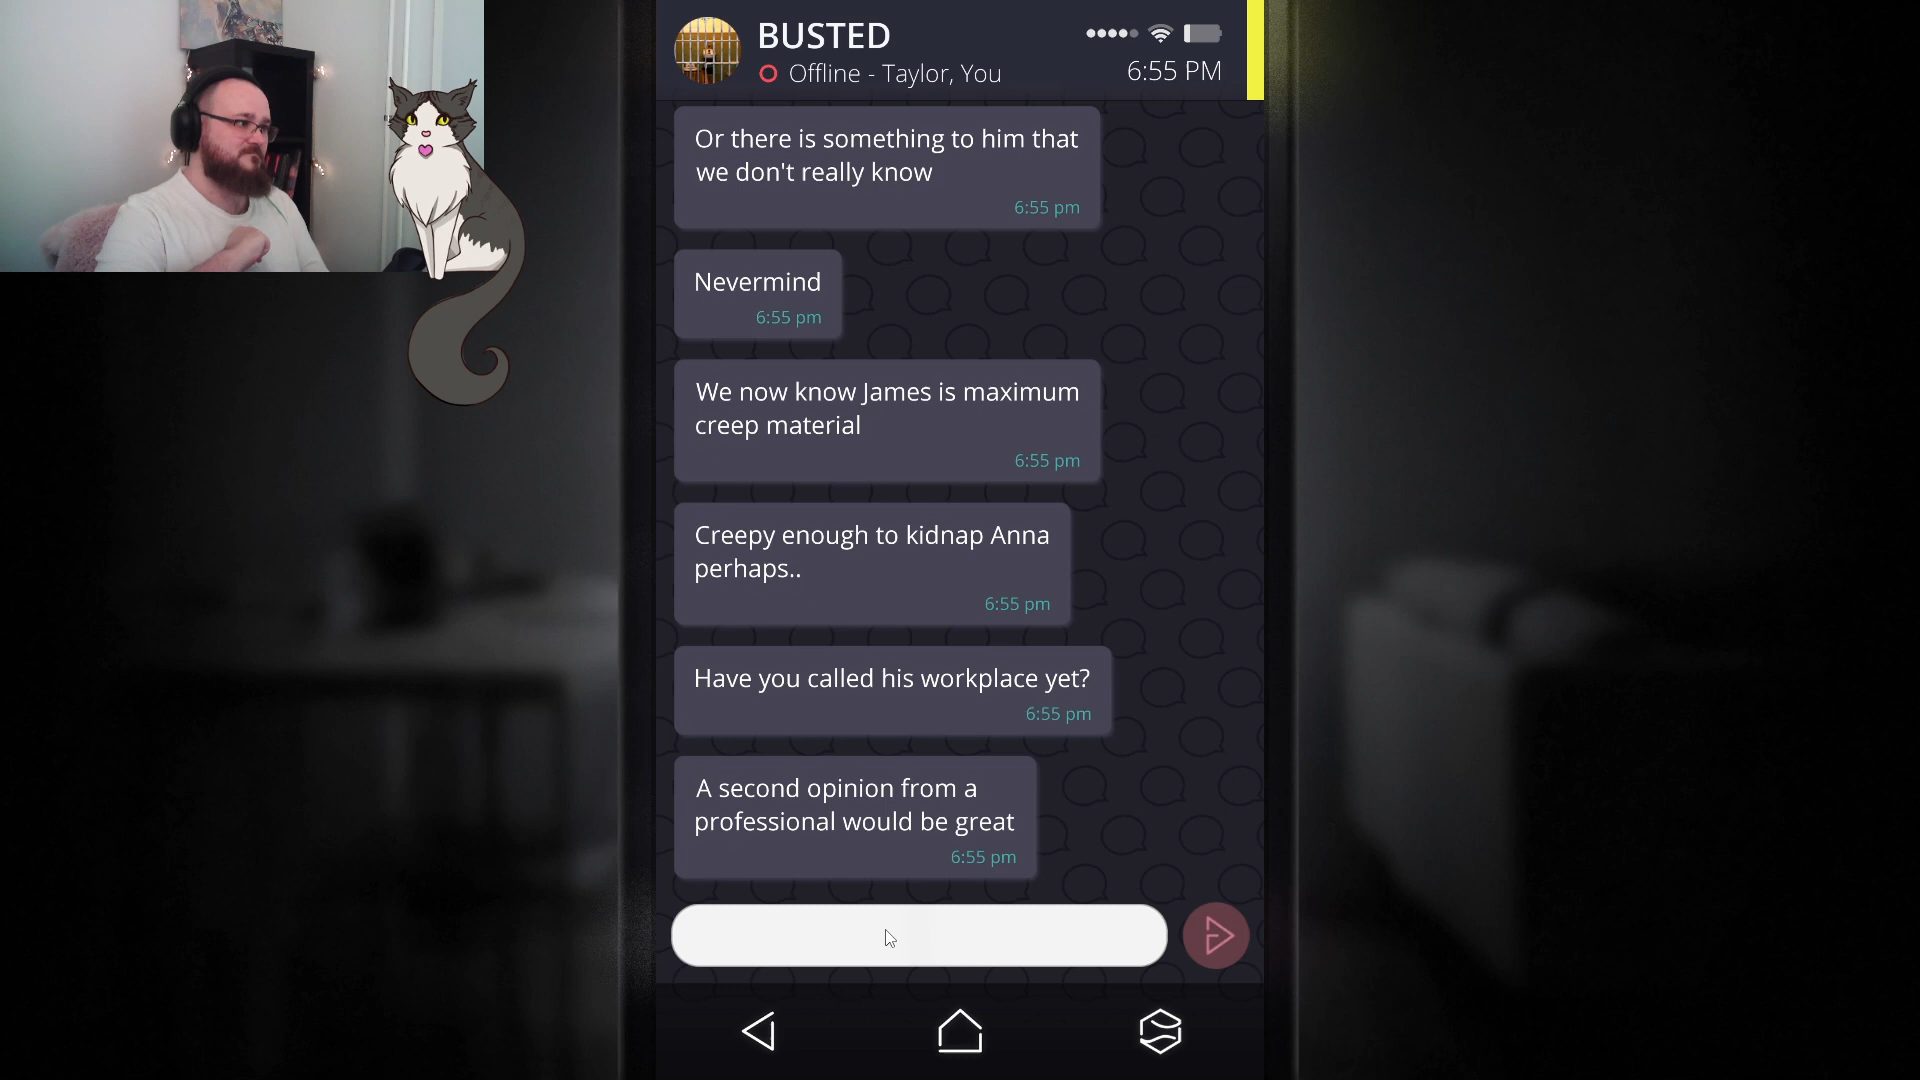 BUSTED
Offline - Taylor, You
6:55 PM
Or there is something to him that
we don't really know
6:55 pm
Nevermind
6:55 pm
We now know James is maximum
creep material
6:55 pm
Creepy enough to kidnap Anna
perhaps..
6:55 pm
Have you called his workplace yet?
6:55 pm
A second opinion from a
professional would be great
6:55 pm